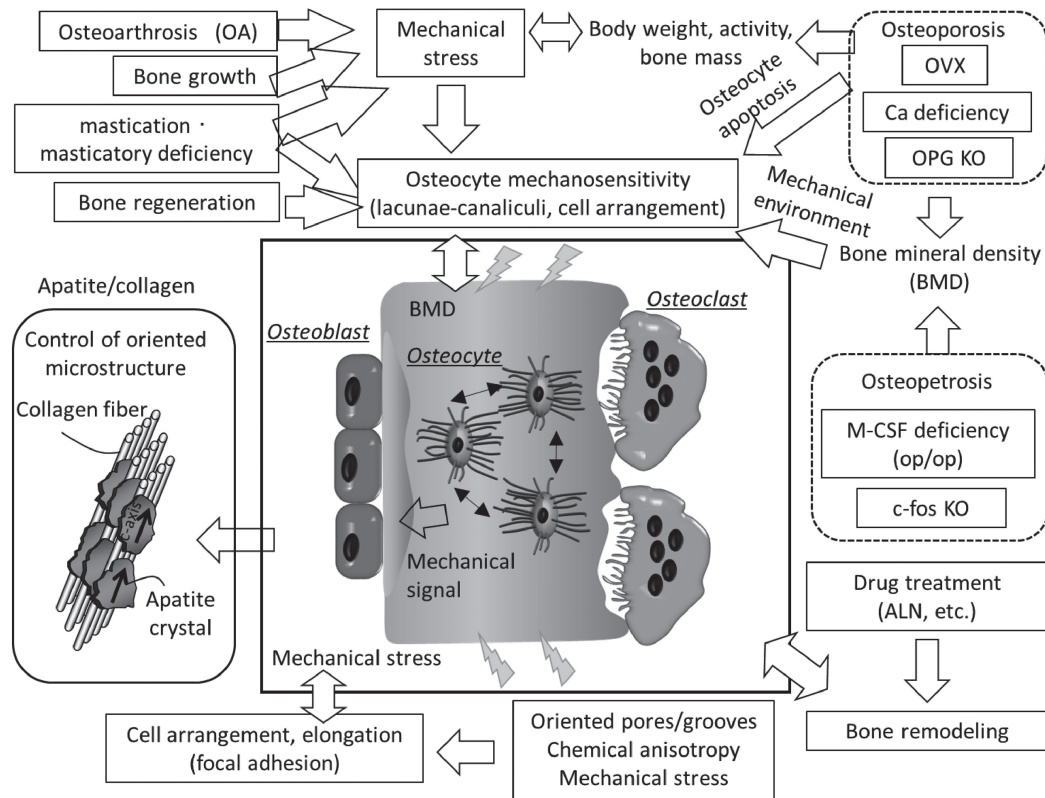 Osteoarthrosis (OA)
Bone growth
mastication ·
masticatory deficiency
Bone regeneration
Mechanical
stress
Body weight, activity,
bone mass
Osteoporosis
OVX
Ca deficiency
OPG KO
Osteocyte
apoptosis
Osteocyte mechanosensitivity
(lacunae-canaliculi, cell arrangement)
Mechanical
environment
Bone mineral density
(BMD)
Apatite/collagen
Control of oriented
microstructure
Collagen fiber
c-axis
Apatite
crystal
BMD
Osteoblast
Osteocyte
Osteoclast
Mechanical
signal
Mechanical stress
Osteopetrosis
M-CSF deficiency
(op/op)
c-fos KO
Drug treatment
(ALN, etc.)
Bone remodeling
Cell arrangement, elongation
(focal adhesion)
Oriented pores/grooves
Chemical anisotropy
Mechanical stress